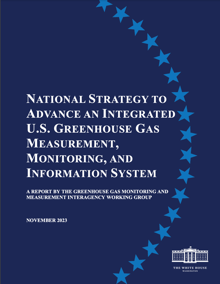 NATIONAL STRATEGY TO
ADVANCE AN INTEGRATED
U.S. GREENHOUSE GAS
MEASUREMENT,
MONITORING, AND
INFORMATION SYSTEM
A REPORT BY THE GREENHOUSE GAS MONITORING AND
MEASUREMENT INTERAGENCY WORKING GROUP
NOVEMBER 2023
THE WHITE HOUSE
WASHINGTON